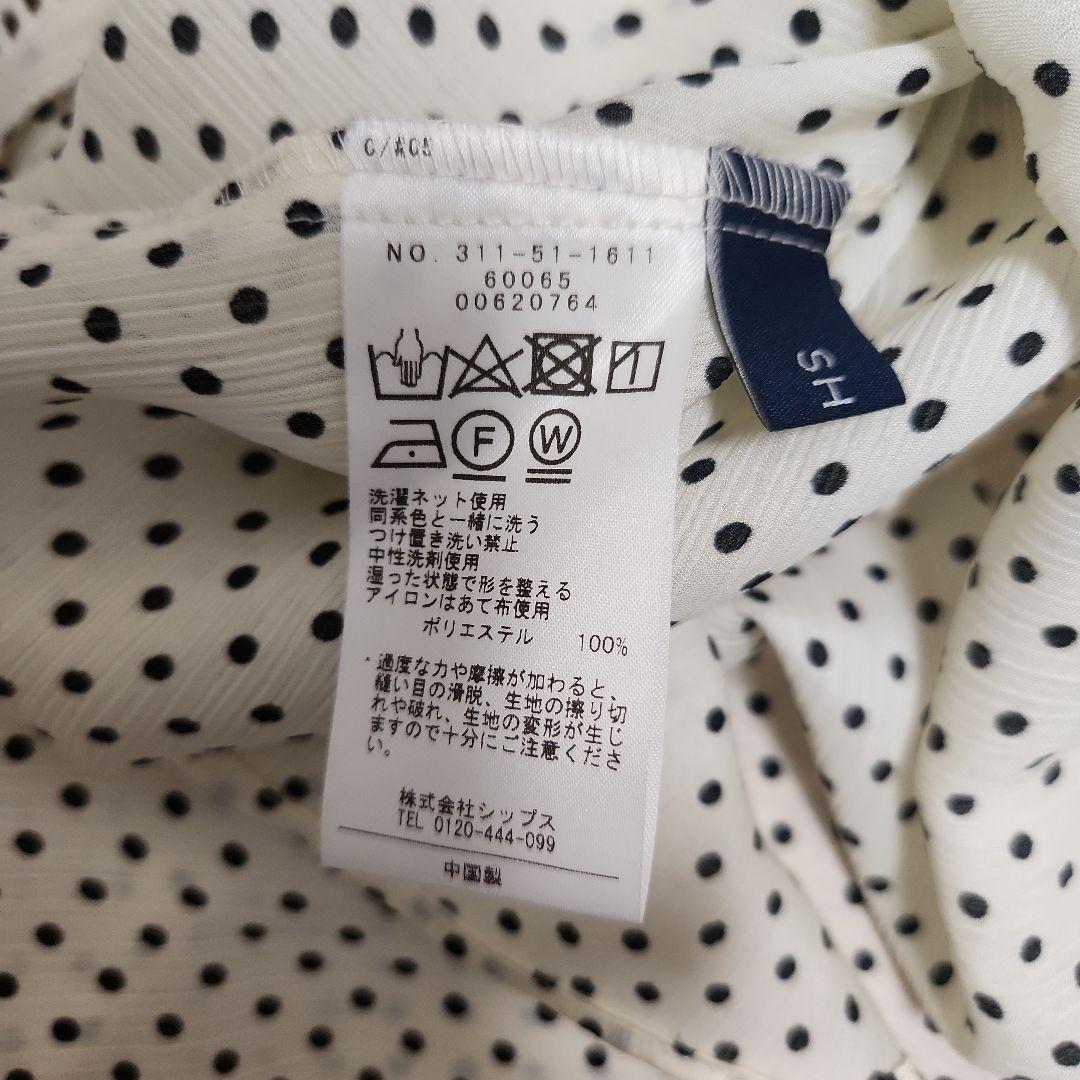 C/#05
NO. 311-51-1611
60065
00620764
F W
洗濯ネット使用
同系色と一緒に洗う
つけ置き洗い禁止
中性洗剤使用
湿った状態で形を整える
アイロンはあて布使用
ポリエステル 100%
・過度な力や摩擦が加わると、
縫い目の滑脱、生地の擦り切
れや破れ、生地の変形が生じ
ますので十分にご注意くださ
い。
株式会社シップス
TEL 0120-444-099
中国製
SH